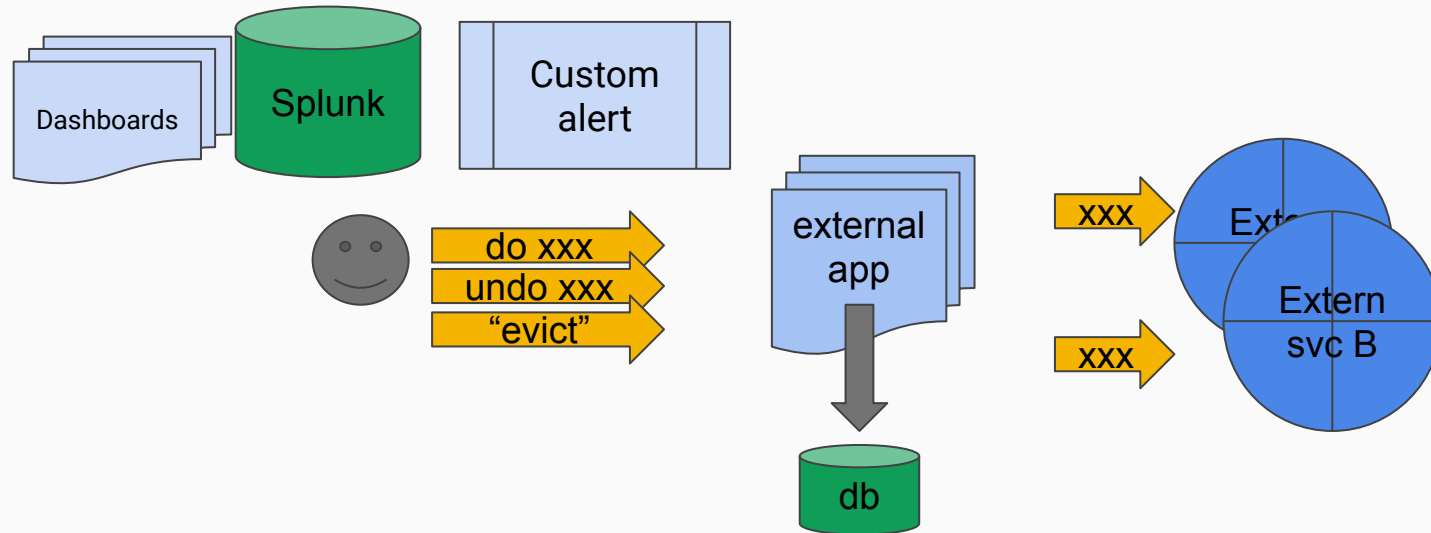 Dashboards
Splunk
Custom
alert
do xxx
undo xxx
“evict”
external
app
db
xxx
xxx
Extern
svc B